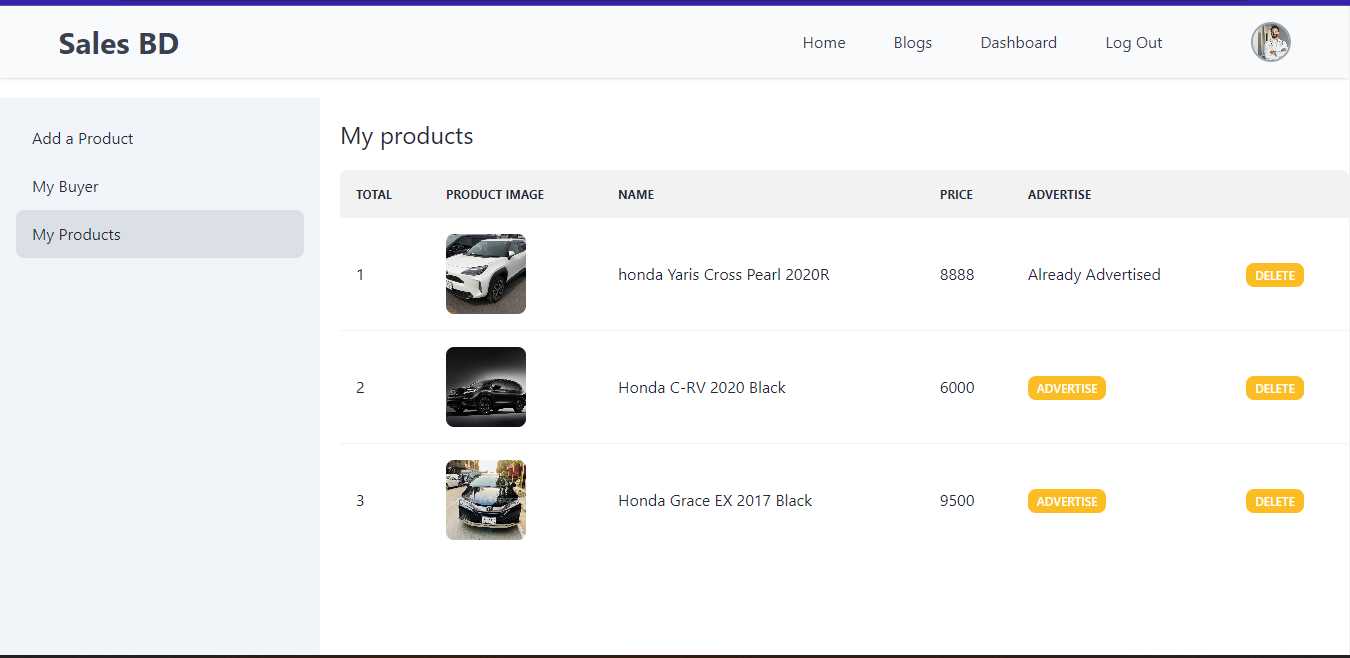 Sales BD
Home Blogs Dashboard Log Out
Add a Product
My Buyer
My Products
My products
TOTAL PRODUCT IMAGE NAME PRICE ADVERTISE
1 honda Yaris Cross Pearl 2020R 8888 Already Advertised DELETE
2 Honda C-RV 2020 Black 6000 ADVERTISE DELETE
3 Honda Grace EX 2017 Black 9500 ADVERTISE DELETE